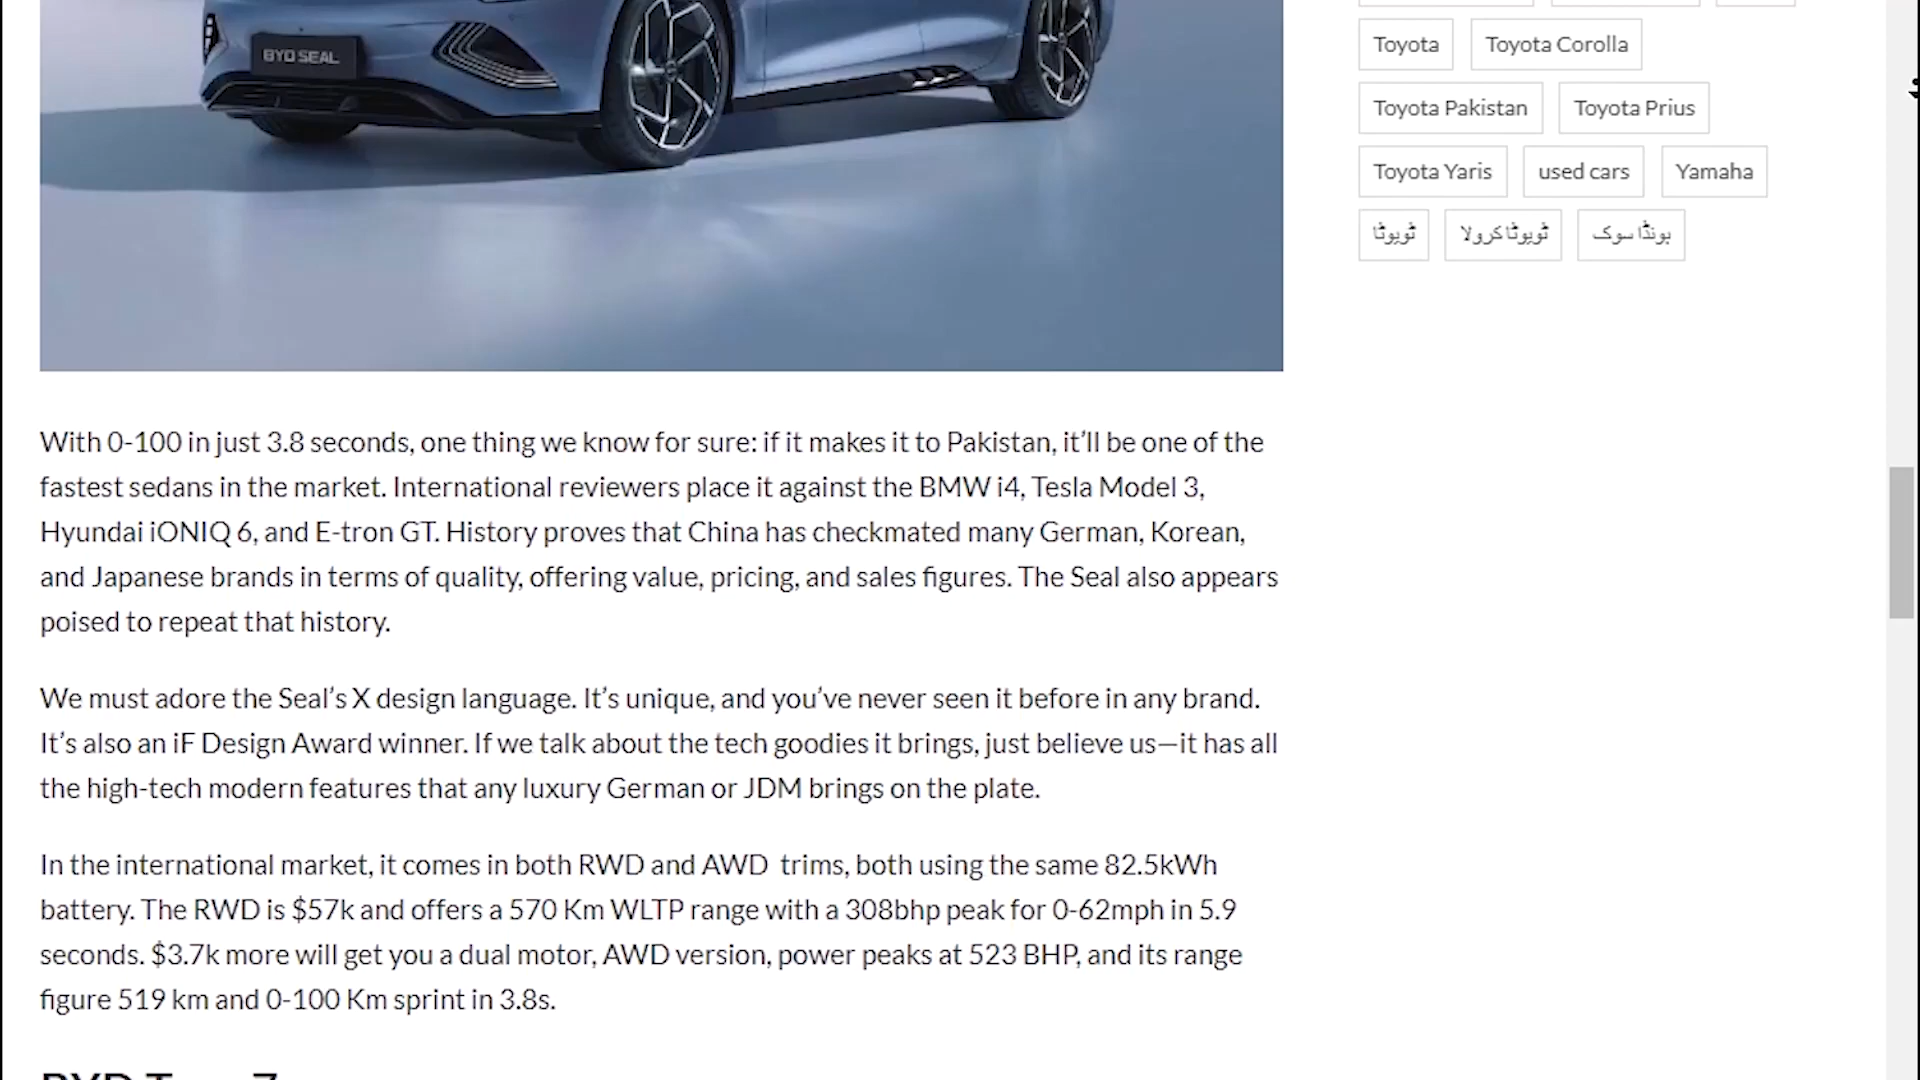 BYD SEAL
Toyota
Toyota Corolla
Toyota Pakistan
Toyota Prius
Toyota Yaris
used cars
Yamaha
ٹویوٹا
ٹویوٹا کرولا
ہونڈا سوک
With 0-100 in just 3.8 seconds, one thing we know for sure: if it makes it to Pakistan, it’ll be one of the
fastest sedans in the market. International reviewers place it against the BMW i4, Tesla Model 3,
Hyundai iONIQ 6, and E-tron GT. History proves that China has checkmated many German, Korean,
and Japanese brands in terms of quality, offering value, pricing, and sales figures. The Seal also appears
poised to repeat that history.
We must adore the Seal’s X design language. It’s unique, and you’ve never seen it before in any brand.
It’s also an iF Design Award winner. If we talk about the tech goodies it brings, just believe us—it has all
the high-tech modern features that any luxury German or JDM brings on the plate.
In the international market, it comes in both RWD and AWD  trims, both using the same 82.5kWh
battery. The RWD is $57k and offers a 570 Km WLTP range with a 308bhp peak for 0-62mph in 5.9
seconds. $3.7k more will get you a dual motor, AWD version, power peaks at 523 BHP, and its range
figure 519 km and 0-100 Km sprint in 3.8s.